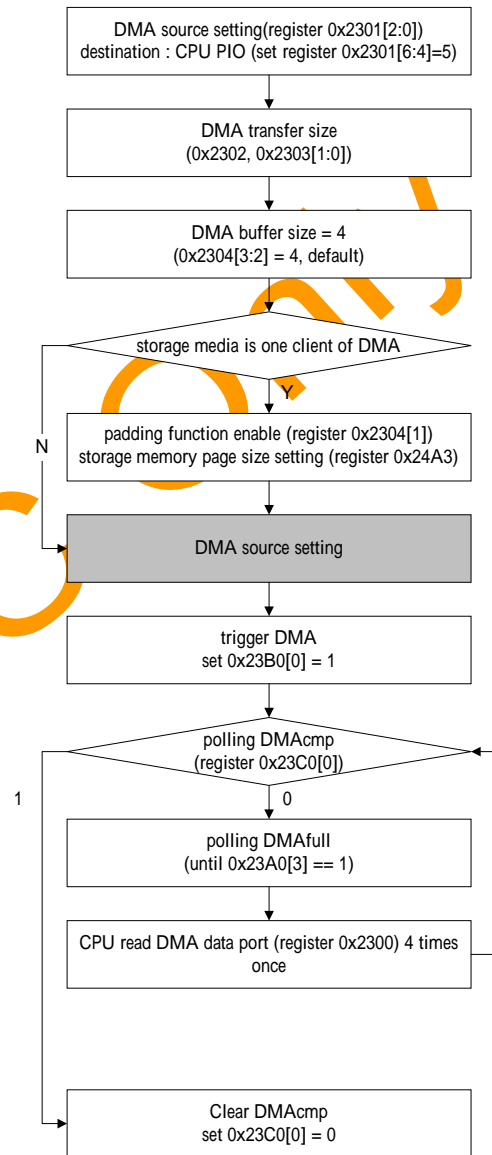 DMA source setting(register 0x2301[2:0])
destination : CPU PIO (set register 0x2301[6:4]=5)
DMA transfer size
(0x2302, 0x2303[1:0])
DMA buffer size = 4
(0x2304[3:2] = 4, default)
storage media is one client of DMA
Y
N
padding function enable (register 0x2304[1])
storage memory page size setting (register 0x24A3)
DMA source setting
trigger DMA
set 0x23B0[0] = 1
polling DMAcmp
(register 0x23C0[0])
1
0
polling DMAfull
(until 0x23A0[3] == 1)
CPU read DMA data port (register 0x2300) 4 times
once
Clear DMAcmp
set 0x23C0[0] = 0